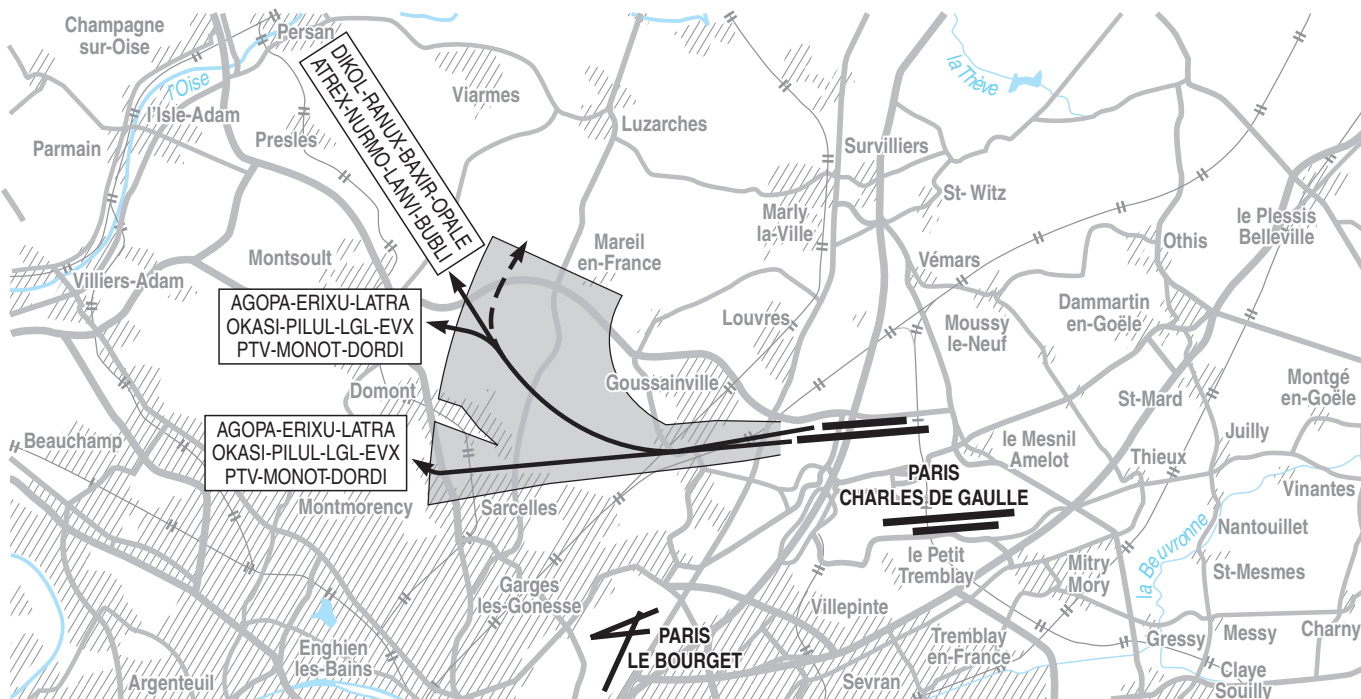 Champagne
sur-Oise
Persan
l'Oise
l'Isle-Adam
Parmain
Presles
Viarmes
DIKOL-RANUX-BAXIR-OPALE
ATREX-NURMO-LANVI-BUBLI
Luzarches
la Thève
Survilliers
St- Witz
Marly
la-Ville
le Plessis
Belleville
Othis
Mareil
en-France
Montsoult
Villiers-Adam
Vémars
AGOPA-ERIXU-LATRA
OKASI-PILUL-LGL-EVX
PTV-MONOT-DORDI
Louvres
Moussy
le-Neuf
Dammartin
en-Goële
Domont
Goussainville
Montgé
en-Goële
St-Mard
AGOPA-ERIXU-LATRA
OKASI-PILUL-LGL-EVX
PTV-MONOT-DORDI
Beauchamp
le Mesnil
Amelot
Juilly
Thieux
PARIS
CHARLES DE GAULLE
Vinantes
Montmorency
Sarcelles
Nantouillet
la Beuvronne
le Petit
Tremblay
Mitry
Mory
St-Mesmes
Garges
les-Gonesse
Villepinte
PARIS
LE BOURGET
Tremblay
en-France
Gressy
Messy
Charny
Enghien
les-Bains
Argenteuil
Sevran
Claye
Souilly